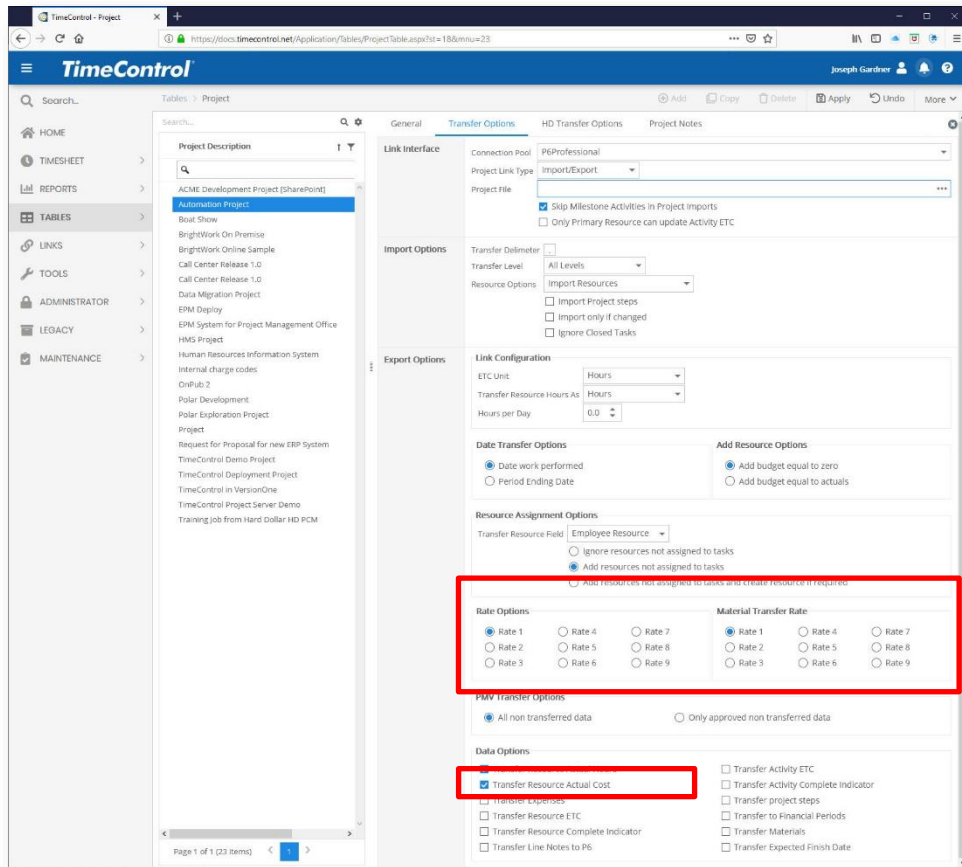 TimeControl - Project
https://docs.timecontrol.net/Application/Tables/ProjectTable.aspx?st=18&mnu=23
TimeControl
Joseph Gardner
Search...
Tables > Project
Add Copy Delete Apply Undo More
HOME
TIMESHEET
REPORTS
TABLES
LINKS
TOOLS
ADMINISTRATOR
LEGACY
MAINTENANCE
Search...
Project Description
ACME Development Project [SharePoint]
Automation Project
Boat Show
BrightWork On Premise
BrightWork Online Sample
Call Center Release 1.0
Call Center Release 1.0
Data Migration Project
EPM Deploy
EPM System for Project Management Office
HMS Project
Human Resources Information System
Internal charge codes
OnPub 2
Polar Development
Polar Exploration Project
Project
Request for Proposal for new ERP System
TimeControl Demo Project
TimeControl Deployment Project
TimeControl in VersionOne
TimeControl Project Server Demo
Training Job from Hard Dollar HD PCM
Page 1 of 1 (23 items) < 1 >
General Transfer Options HD Transfer Options Project Notes
Link Interface
Connection Pool P6Professional
Project Link Type Import/Export
Project File
Skip Milestone Activities in Project Imports
Only Primary Resource can update Activity ETC
Import Options
Transfer Delimeter .
Transfer Level All Levels
Resource Options Import Resources
Import Project steps
Import only if changed
Ignore Closed Tasks
Export Options
Link Configuration
ETC Unit Hours
Transfer Resource Hours As Hours
Hours per Day 0.0
Date Transfer Options Add Resource Options
Date work performed Add budget equal to zero
Period Ending Date Add budget equal to actuals
Resource Assignment Options
Transfer Resource Field Employee Resource
Ignore resources not assigned to tasks
Add resources not assigned to tasks
Add resources not assigned to tasks and create resource if required
Rate Options Material Transfer Rate
Rate 1 Rate 4 Rate 7 Rate 1 Rate 4 Rate 7
Rate 2 Rate 5 Rate 8 Rate 2 Rate 5 Rate 8
Rate 3 Rate 6 Rate 9 Rate 3 Rate 6 Rate 9
PMV Transfer Options
All non transferred data Only approved non transferred data
Data Options
Transfer Activity ETC
Transfer Resource Actual Cost Transfer Activity Complete Indicator
Transfer Expenses Transfer project steps
Transfer Resource ETC Transfer to Financial Periods
Transfer Resource Complete Indicator Transfer Materials
Transfer Line Notes to P6 Transfer Expected Finish Date